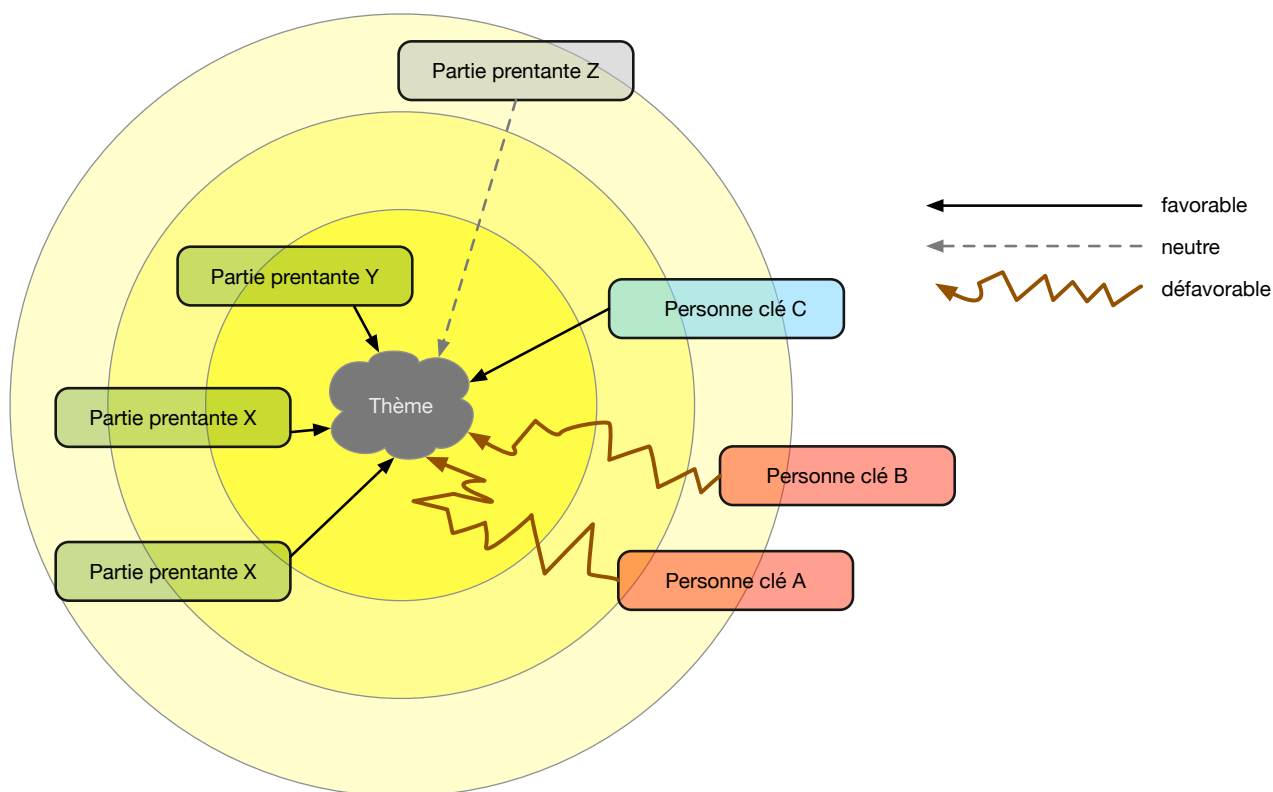 Partie prentante Z
favorable
neutre
défavorable
Partie prentante Y
Personne clé C
Thème
Partie prentante X
Personne clé B
Partie prentante X
Personne clé A